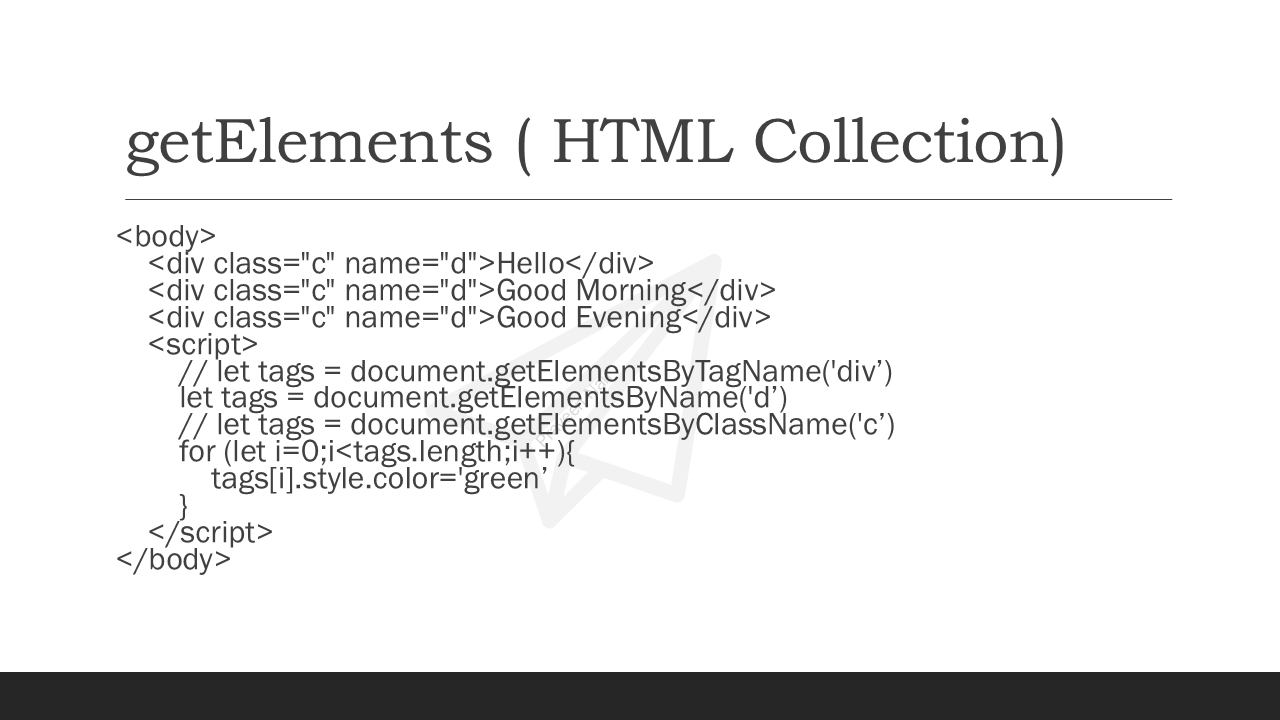 getElements ( HTML Collection)
<body>
<div class="c" name="d">Hello</div>
<div class="c" name="d">Good Morning</div>
<div class="c" name="d">Good Evening</div>
<script>
// let tags = document.getElementsByTagName('div’)
let tags = document.getElementsByName('d’)
// let tags = document.getElementsByClassName('c’)
for (let i=0;i<tags.length;i++){
tags[i].style.color='green’
}
</script>
</body>